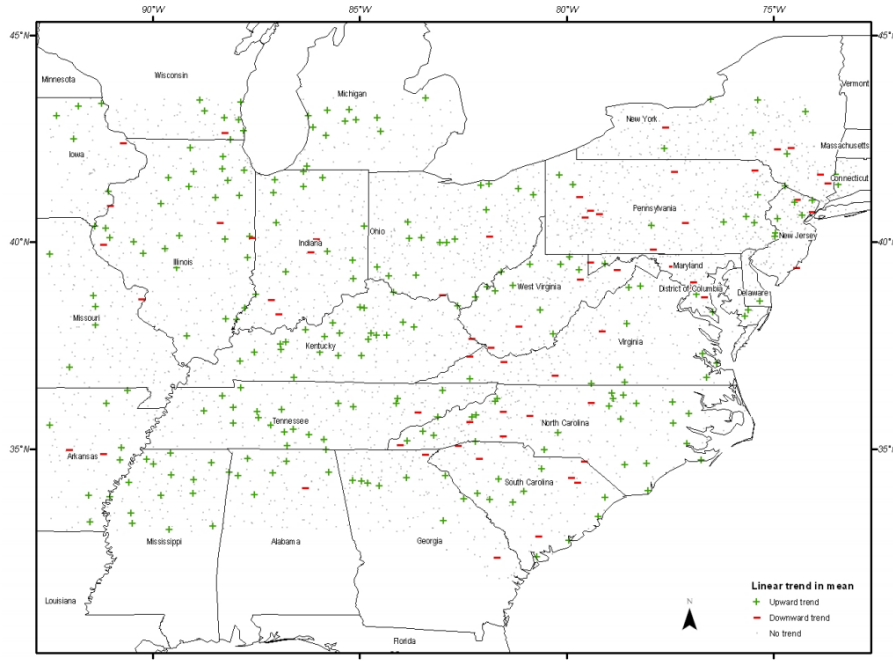 90°W 85°W 80°W 75°W
45°N 45°N
Minnesota Wisconsin Michigan Vermont
New York
Iowa Massachusetts
Connecticut
Pennsylvania
40°N Illinois Indiana Ohio New Jersey 40°N
Maryland
West Virginia District of Columbia Delaware
Missouri
Kentucky Virginia
Tennessee North Carolina
35°N Arkansas 35°N
South Carolina
Mississippi Alabama Georgia
Louisiana
Florida
N
Linear trend in mean
+ Upward trend
− Downward trend
No trend